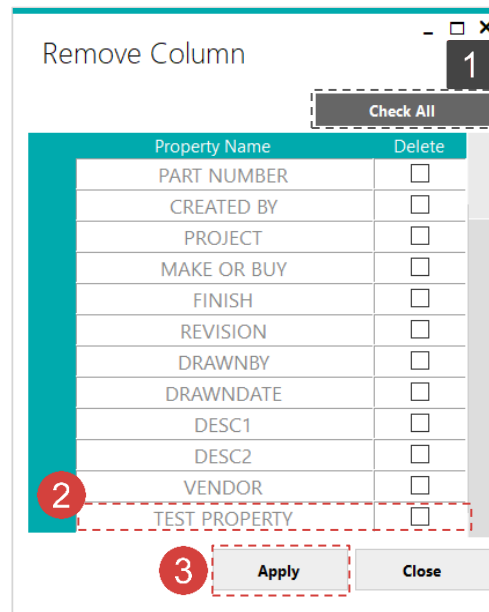 Remove Column
1
Check All
Property Name Delete
PART NUMBER
CREATED BY
PROJECT
MAKE OR BUY
FINISH
REVISION
DRAWNBY
DRAWNDATE
DESC1
DESC2
VENDOR
2
TEST PROPERTY
3 Apply Close